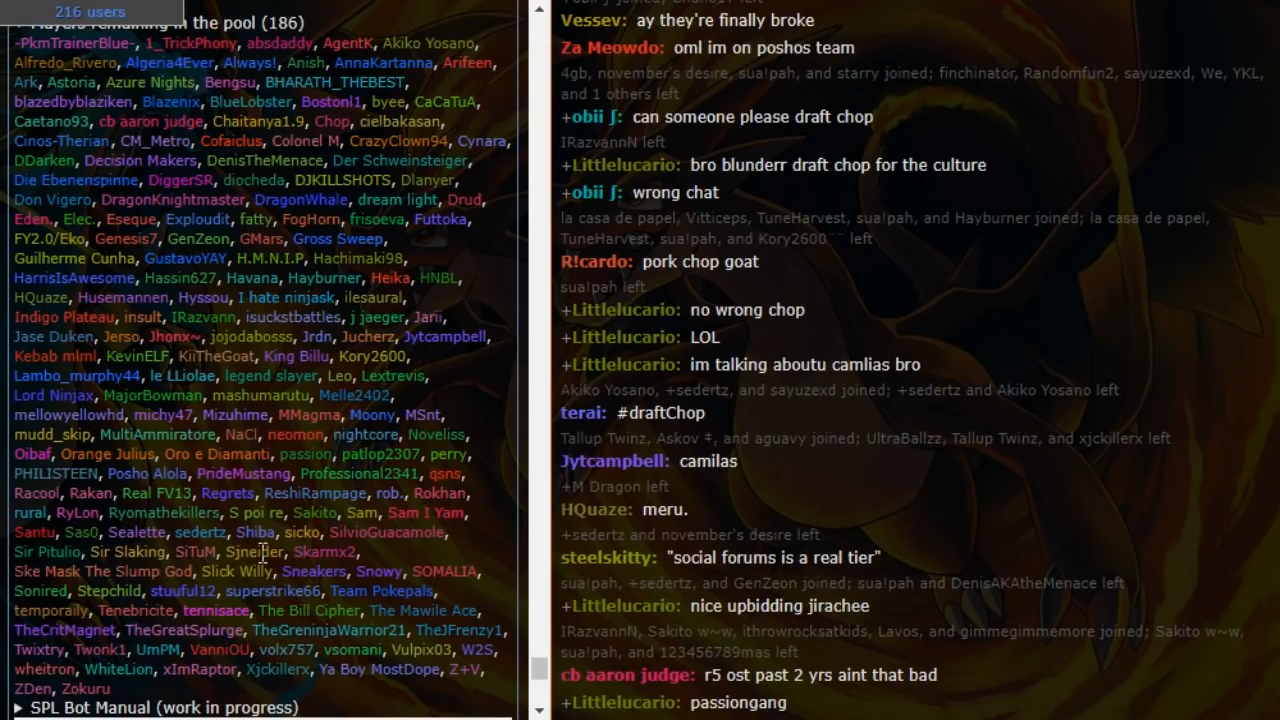 216 users
Players remaining in the pool (186)
-PkmTrainerBlue-, 1_TrickPhony, absdaddy, AgentK, Akiko Yosano,
Alfredo_Rivero, Algeria4Ever, Always!, Anish, AnnaKartanna, Arifeen,
Ark, Astoria, Azure Nights, Bengsu, BHARATH_THEBEST,
blazedbyblaziken, Blazenix, BlueLobster, Bostonl1, byee, CaCaTuA,
Caetano93, cb aaron judge, Chaitanya1.9, Chop, cielbakasan,
Cinos-Therian, CM_Metro, Cofaiclus, Colonel M, CrazyClown94, Cynara,
DDarken, Decision Makers, DenisTheMenace, Der Schweinsteiger,
Die Ebenenspinne, DiggerSR, diocheda, DJKILLSHOTS, Dlanyer,
Don Vigero, DragonKnightmaster, DragonWhale, dream light, Drud,
Eden., Elec., Eseque, Exploudit, fatty, FogHorn, frisoeva, Futtoka,
FY2.0/Eko, Genesis7, GenZeon, GMars, Gross Sweep,
Guilherme Cunha, GustavoYAY, H.M.N.I.P, Hachimaki98,
HarrisIsAwesome, Hassin627, Havana, Hayburner, Heika, HNBL,
HQuaze, Husemannen, Hyssou, I hate ninjask, ilesaural,
Indigo Plateau, insult, IRazvann, isuckstbattles, j jaeger, Jarii,
Jase Duken, Jerso, Jhonx~, jojodabosss, Jrdn, Jucherz, Jytcampbell,
Kebab mlml, KevinELF, KiiTheGoat, King Billu, Kory2600,
Lambo_murphy44, le LLiolae, legend slayer, Leo, Lextrevis,
Lord Ninjax, MajorBowman, mashumarutu, Melle2402,
mellowyellowhd, michy47, Mizuhime, MMagma, Moony, MSnt,
mudd_skip, MultiAmmiratore, NaCl, neomon, nightcore, Noveliss,
Oibaf, Orange Julius, Oro e Diamanti, passion, patlop2307, perry,
PHILISTEEN, Posho Alola, PrideMustang, Professional2341, qsns,
Racool, Rakan, Real FV13, Regrets, ReshiRampage, rob., Rokhan,
rural, RyLon, Ryomathekillers, S poi re, Sakito, Sam, Sam I Yam,
Santu, Sas0, Sealette, sedertz, Shiba, sicko, SilvioGuacamole,
Sir Pitulio, Sir Slaking, SiTuM, Sjneider, Skarmx2,
Ske Mask The Slump God, Slick Willy, Sneakers, Snowy, SOMALIA,
Sonired, Stepchild, stuuful12, superstrike66, Team Pokepals,
temporaily, Tenebricite, tennisace, The Bill Cipher, The Mawile Ace,
TheCritMagnet, TheGreatSplurge, TheGreninjaWarrior21, TheJFrenzy1,
Twixtry, Twonk1, UmPM, VanniOU, volx757, vsomani, Vulpix03, W2S,
wheitron, WhiteLion, xImRaptor, Xjckillerx, Ya Boy MostDope, Z+V,
ZDen, Zokuru
► SPL Bot Manual (work in progress)
Vessev: ay they're finally broke
Za Meowdo: oml im on poshos team
4gb, november's desire, sua!pah, and starry joined; finchinator, Randomfun2, sayuzexd, We, YKL,
and 1 others left
+obii ʃ: can someone please draft chop
IRazvannN left
+Littlelucario: bro blunderr draft chop for the culture
+obii ʃ: wrong chat
la casa de papel, Vitticeps, TuneHarvest, sua!pah, and Hayburner joined; la casa de papel,
TuneHarvest, sua!pah, and Kory2600 left
R!cardo: pork chop goat
sua!pah left
+Littlelucario: no wrong chop
+Littlelucario: LOL
+Littlelucario: im talking aboutu camlias bro
Akiko Yosano, +sedertz, and sayuzexd joined; +sedertz and Akiko Yosano left
terai: #draftChop
Tallup Twinz, Askov ‡, and aguavy joined; UltraBallzz, Tallup Twinz, and xjckillerx left
Jytcampbell: camilas
+M Dragon left
HQuaze: meru.
+sedertz and november's desire left
steelskitty: "social forums is a real tier"
sua!pah, +sedertz, and GenZeon joined; sua!pah and DenisAKAtheMenace left
+Littlelucario: nice upbidding jirachee
IRazvannN, Sakito w~w, ithrowrocksatkids, Lavos, and gimmegimmemore joined; Sakito w~w,
sua!pah, and 123456789mas left
cb aaron judge: r5 ost past 2 yrs aint that bad
+Littlelucario: passiongang